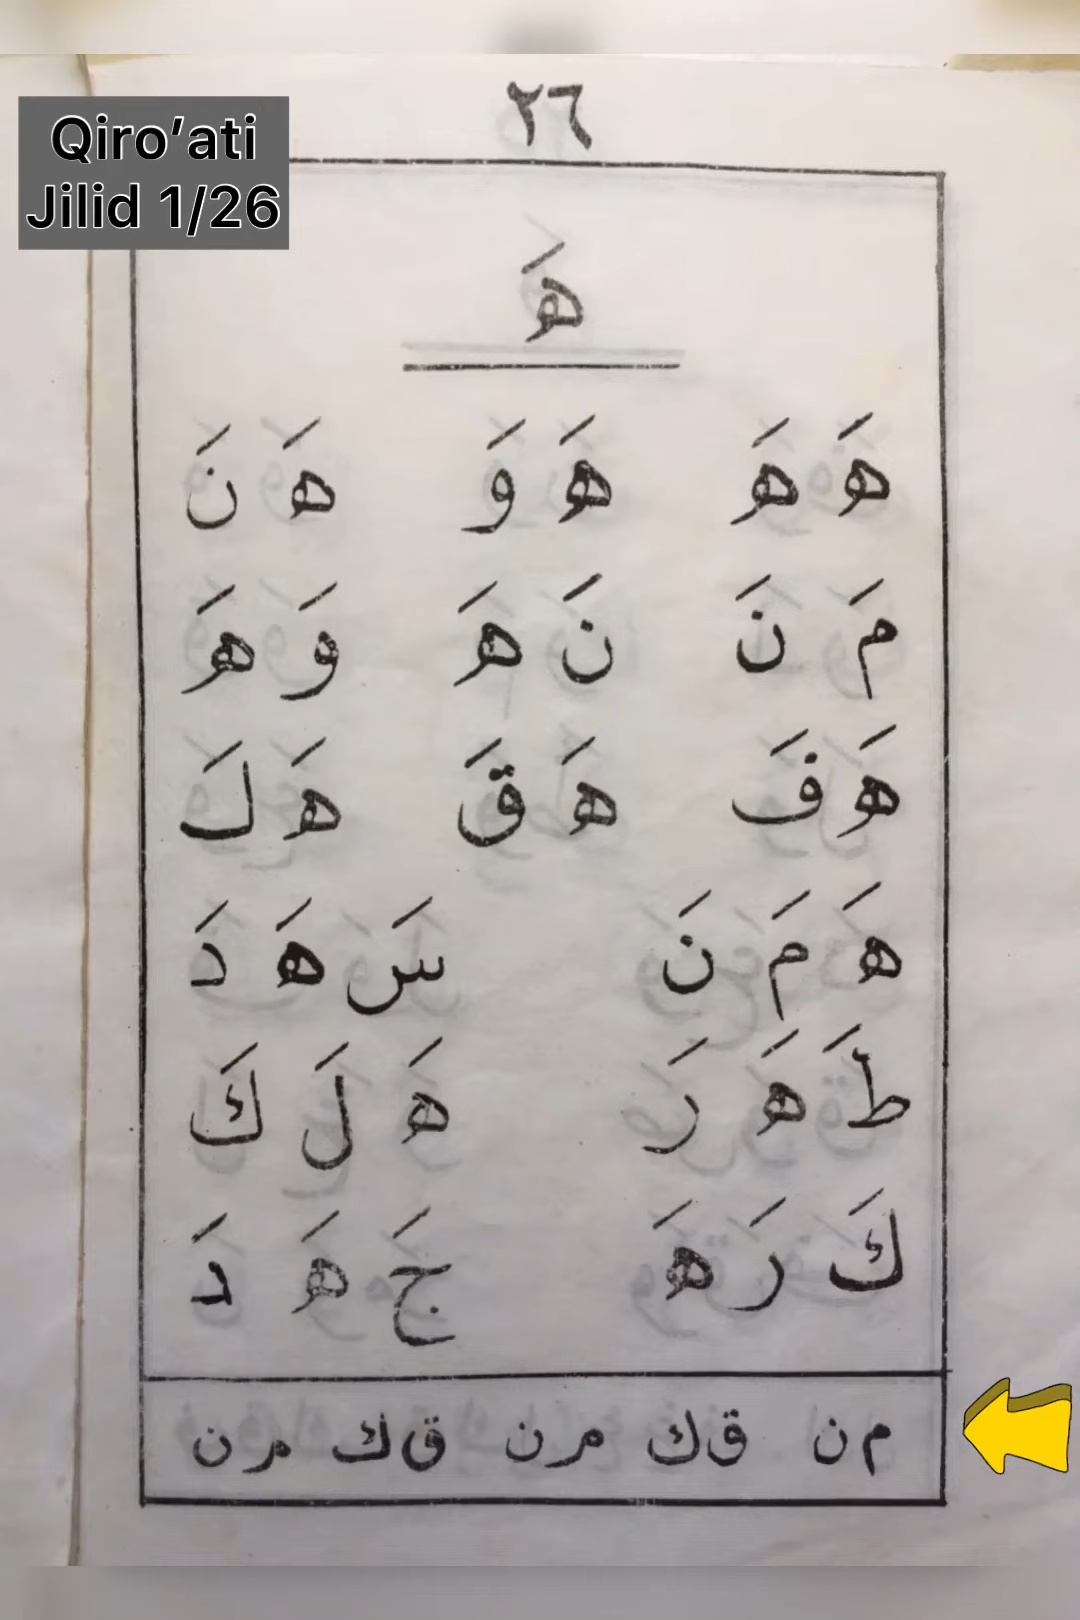 Qiro’ati
Jilid 1/26
٢٦
هَ
هَ هَ هَ وَ هَ نَ
مَ نَ نَ هَ وَ هَ
هَ فَ هَ قَ هَ كَ
هَ مَ نَ سَ هَ دَ
طَ هَ رَ هَ لَ كَ
كَ رَ هَ جَ هَ دَ
م ن ق ك م ن ق ك م ن